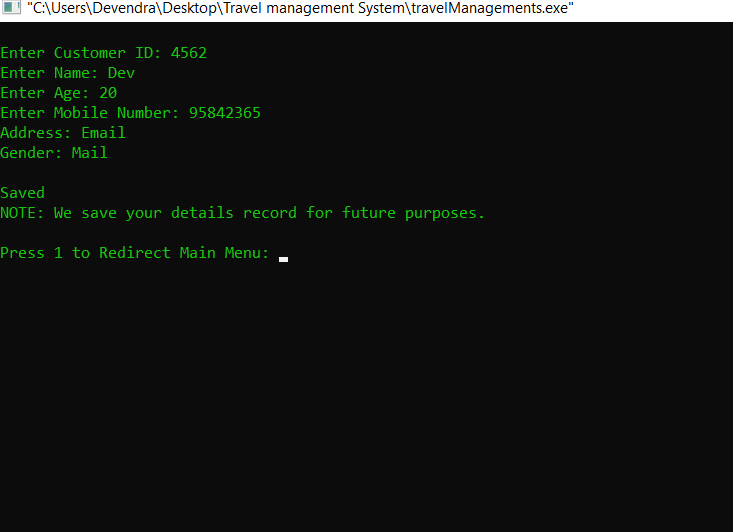 "C:\Users\Devendra\Desktop\Travel management System\travelManagements.exe"
Enter Customer ID: 4562
Enter Name: Dev
Enter Age: 20
Enter Mobile Number: 95842365
Address: Email
Gender: Mail
Saved
NOTE: We save your details record for future purposes.
Press 1 to Redirect Main Menu: